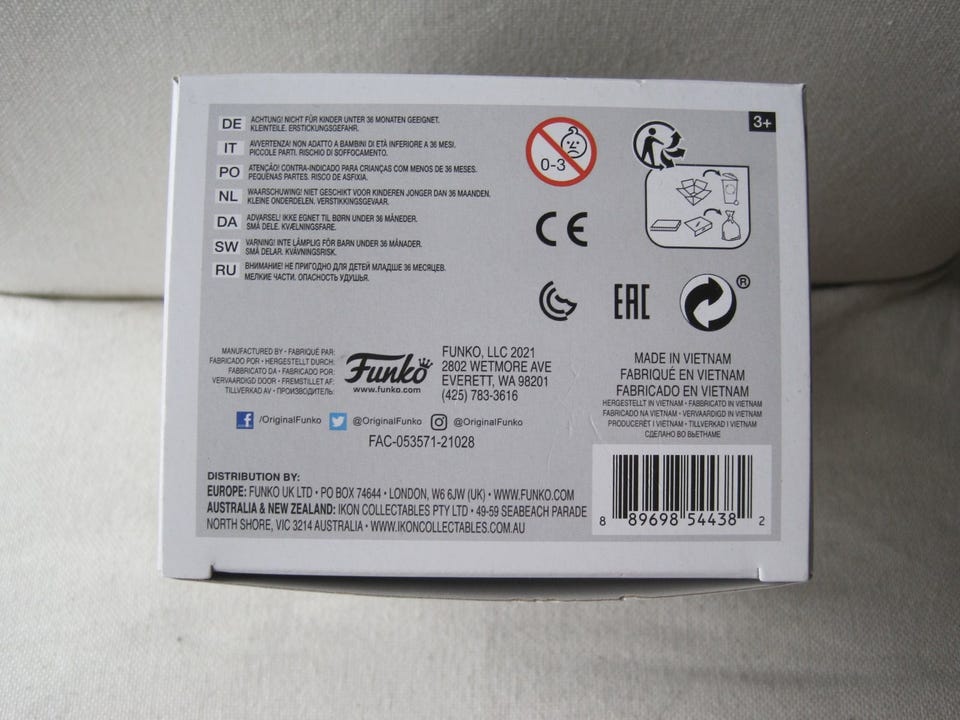 DE ACHTUNG! NICHT FÜR KINDER UNTER 36 MONATEN GEEIGNET.
KLEINTEILE. ERSTICKUNGSGEFAHR.
IT AVVERTENZA! NON ADATTO A BAMBINI DI ETÀ INFERIORE A 36 MESI.
PICCOLE PARTI. RISCHIO DI SOFFOCAMENTO.
PO ATENÇÃO! CONTRA-INDICADO PARA CRIANÇAS COM MENOS DE 36 MESES.
PEQUENAS PARTES. RISCO DE ASFIXIA.
NL WAARSCHUWING! NIET GESCHIKT VOOR KINDEREN JONGER DAN 36 MAANDEN.
KLEINE ONDERDELEN. VERSTIKKINGSGEVAAR.
DA ADVARSEL! IKKE EGNET TIL BØRN UNDER 36 MÅNEDER.
SMÅ DELE. KVÆLNINGSFARE.
SW VARNING! INTE LÄMPLIG FÖR BARN UNDER 36 MÅNADER.
SMÅ DELAR. KVÄVNINGSRISK.
RU ВНИМАНИЕ! НЕ ПРИГОДНО ДЛЯ ДЕТЕЙ МЛАДШЕ 36 МЕСЯЦЕВ.
МЕЛКИЕ ЧАСТИ. ОПАСНОСТЬ УДУШЬЯ.
0-3
3+
CE
EAC
®
MANUFACTURED BY • FABRIQUÉ PAR:
FABRICADO POR • HERGESTELLT DURCH:
FABBRICATO DA • FABRICADO POR:
VERVAARDIGD DOOR • FREMSTILLET AF:
TILLVERKAD AV • ПРОИЗВОДИТЕЛЬ:
Funko
www.funko.com
FUNKO, LLC 2021
2802 WETMORE AVE
EVERETT, WA 98201
(425) 783-3616
/OriginalFunko @OriginalFunko @OriginalFunko
FAC-053571-21028
MADE IN VIETNAM
FABRIQUÉ EN VIETNAM
FABRICADO EN VIETNAM
HERGESTELLT IN VIETNAM • FABBRICATO IN VIETNAM
FABRICADO NA VIETNAM • VERVAARDIGD IN VIETNAM
PRODUCERET I VIETNAM • TILLVERKAD I VIETNAM
СДЕЛАНО ВО ВЬЕТНАМЕ
DISTRIBUTION BY:
EUROPE: FUNKO UK LTD • PO BOX 74644 • LONDON, W6 6JW (UK) • WWW.FUNKO.COM
AUSTRALIA & NEW ZEALAND: IKON COLLECTABLES PTY LTD • 49-59 SEABEACH PARADE
NORTH SHORE, VIC 3214 AUSTRALIA • WWW.IKONCOLLECTABLES.COM.AU
8 89698 54438 2